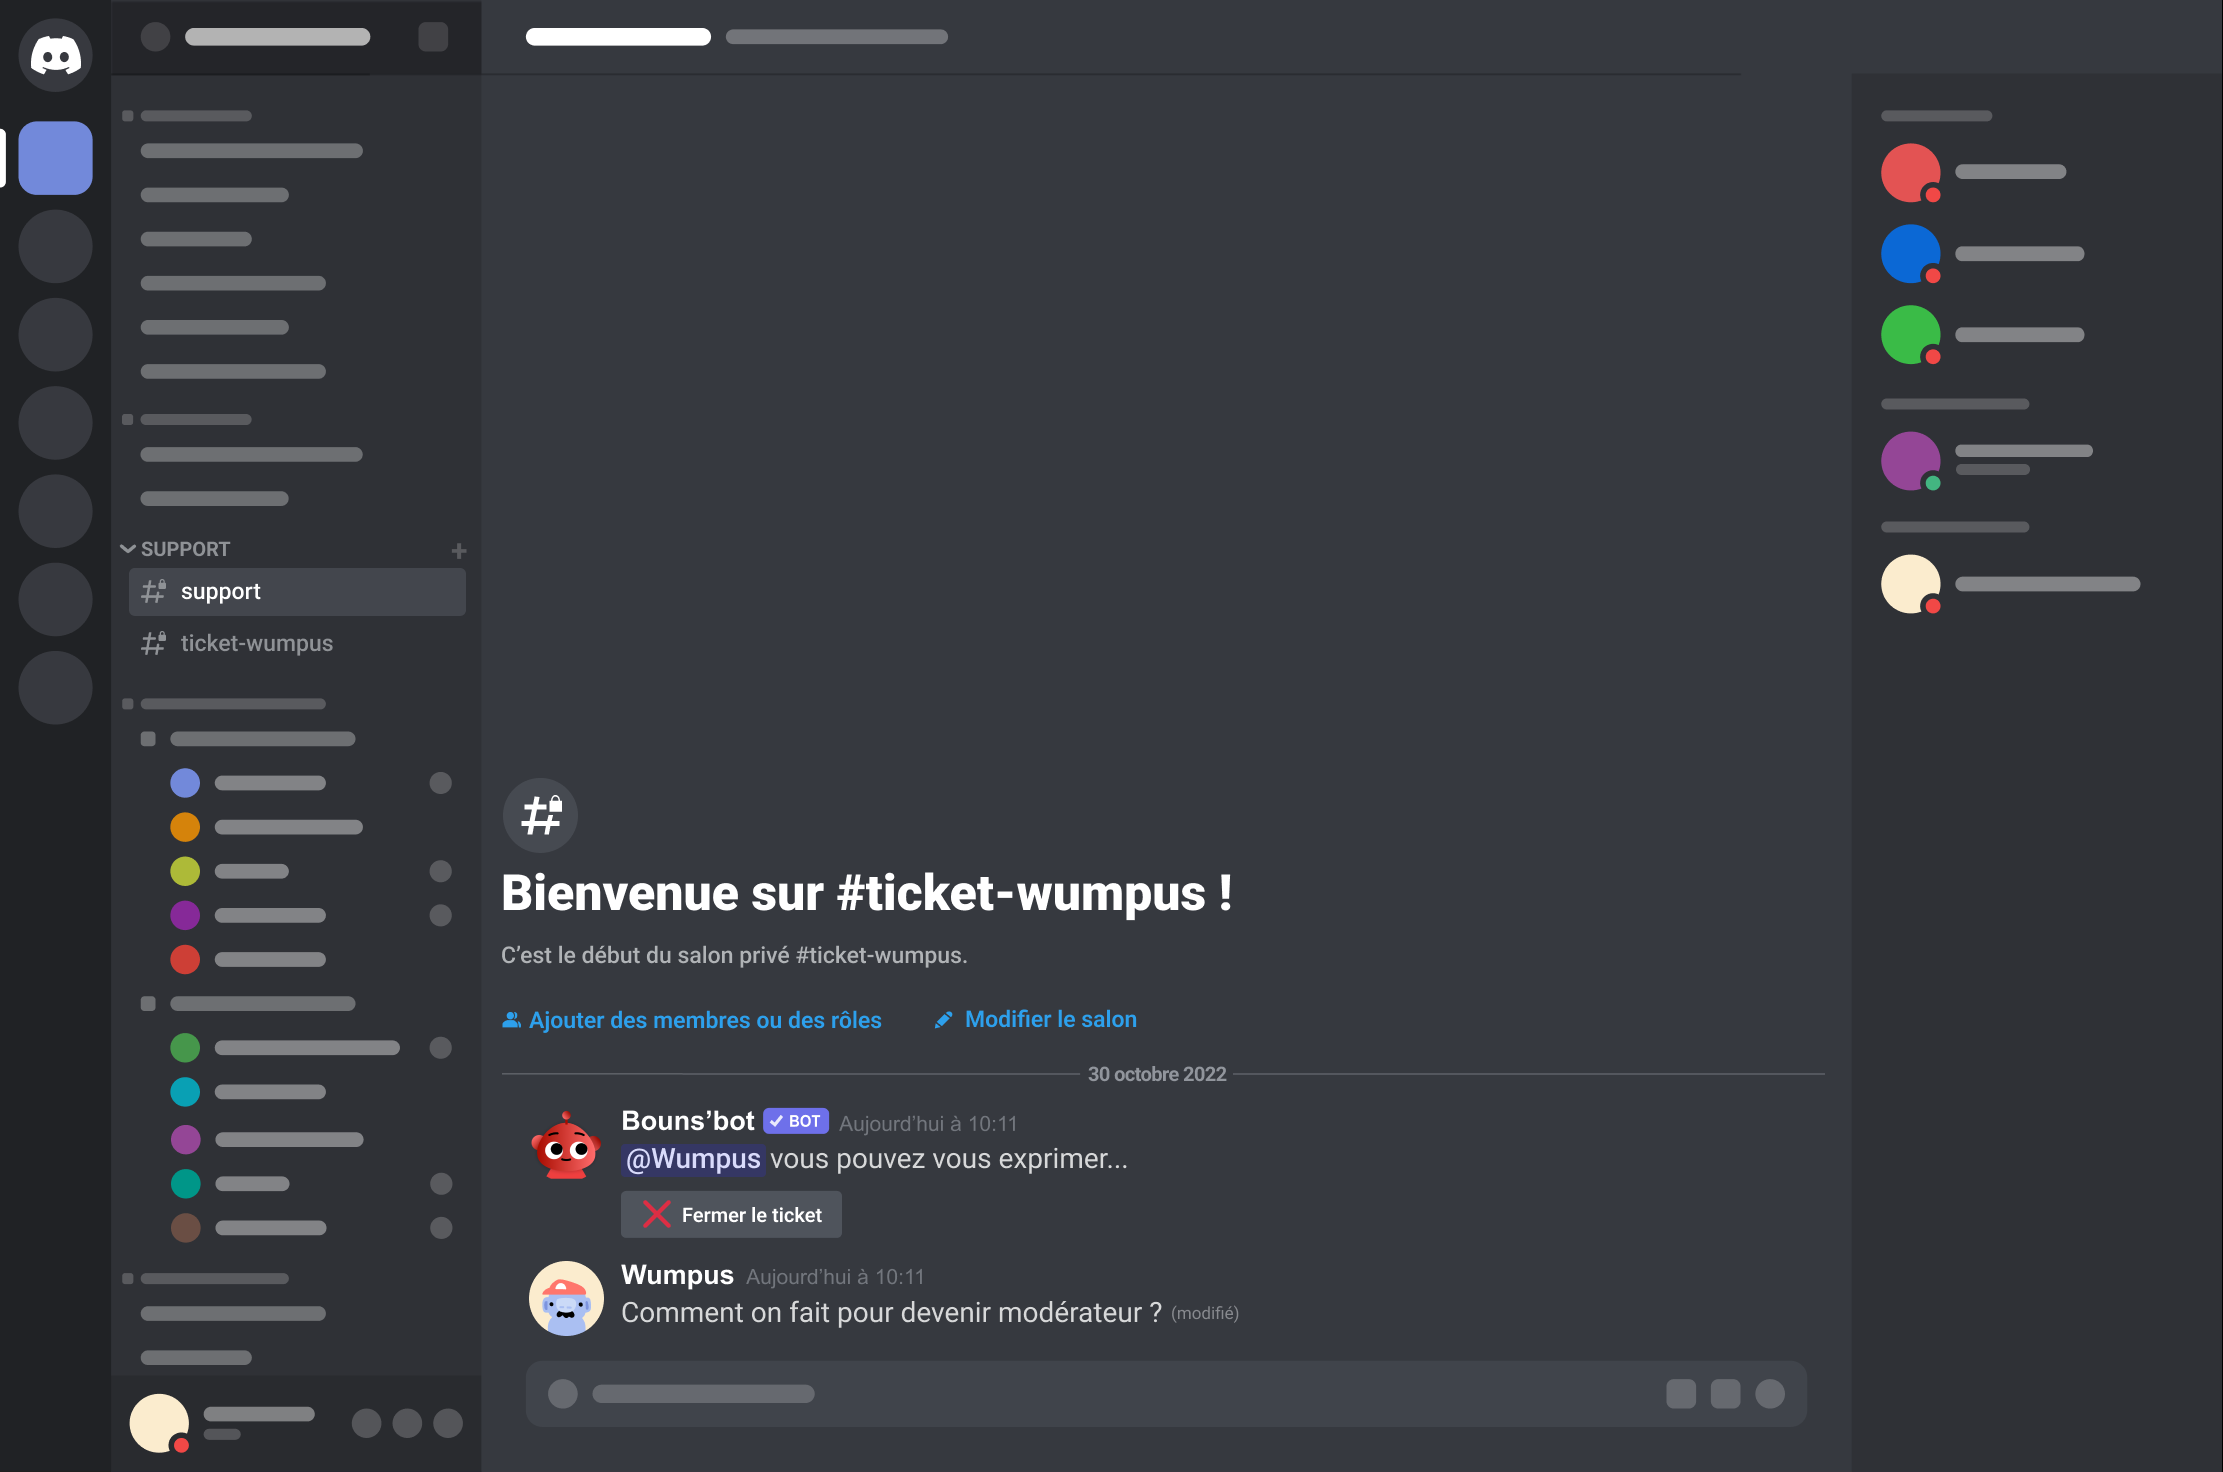 SUPPORT
support
ticket-wumpus
Bienvenue sur #ticket-wumpus !
C’est le début du salon privé #ticket-wumpus.
Ajouter des membres ou des rôles
Modifier le salon
30 octobre 2022
Bouns’bot BOT Aujourd’hui à 10:11
@Wumpus vous pouvez vous exprimer...
Fermer le ticket
Wumpus Aujourd’hui à 10:11
Comment on fait pour devenir modérateur ? (modifié)